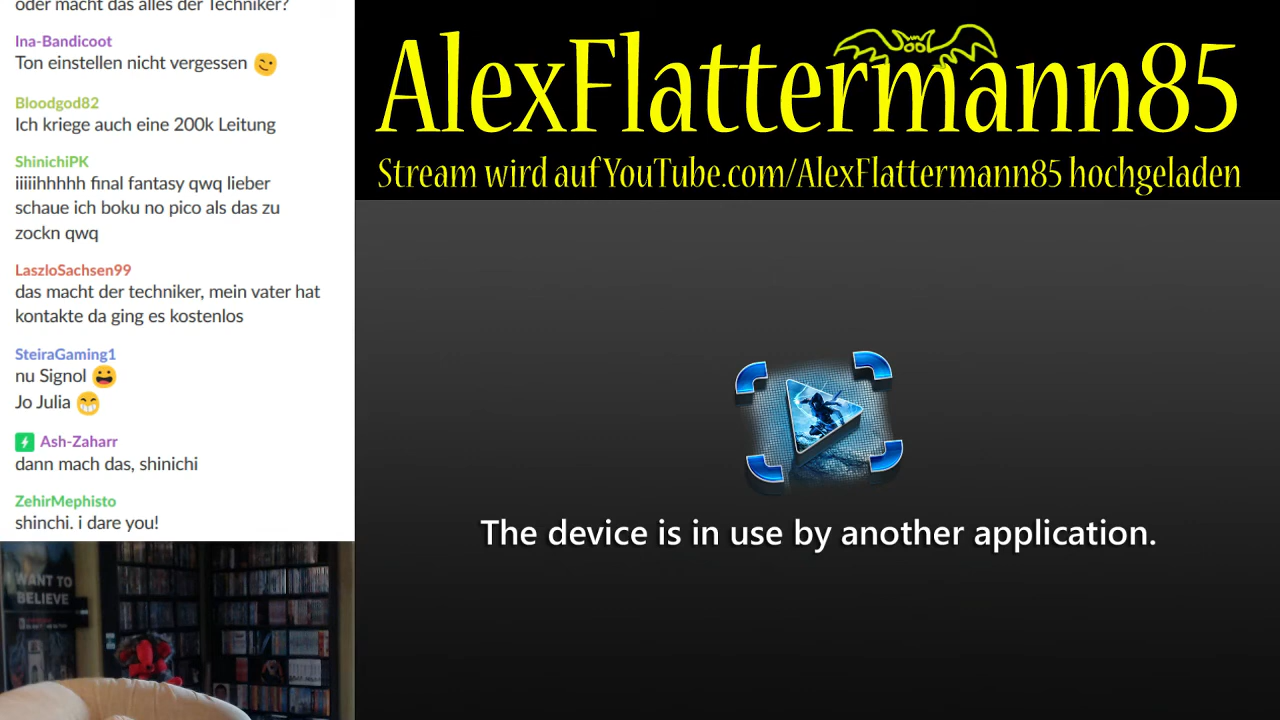 oder macht das alles der Techniker?
Ina-Bandicoot
Ton einstellen nicht vergessen
Bloodgod82
Ich kriege auch eine 200k Leitung
ShinichiPK
iiiiihhhhh final fantasy qwq lieber
schaue ich boku no pico als das zu
zockn qwq
LaszloSachsen99
das macht der techniker, mein vater hat
kontakte da ging es kostenlos
SteiraGaming1
nu Signol
Jo Julia
Ash-Zaharr
dann mach das, shinichi
ZehirMephisto
shinchi. i dare you!
I WANT TO
BELIEVE
AlexFlattermann85
Stream wird auf YouTube.com/AlexFlattermann85 hochgeladen
The device is in use by another application.